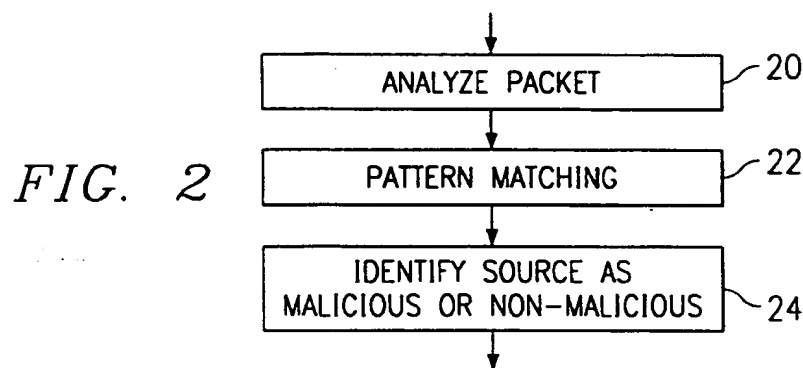 ANALYZE PACKET
20
PATTERN MATCHING
22
FIG. 2
IDENTIFY SOURCE AS
MALICIOUS OR NON-MALICIOUS
24